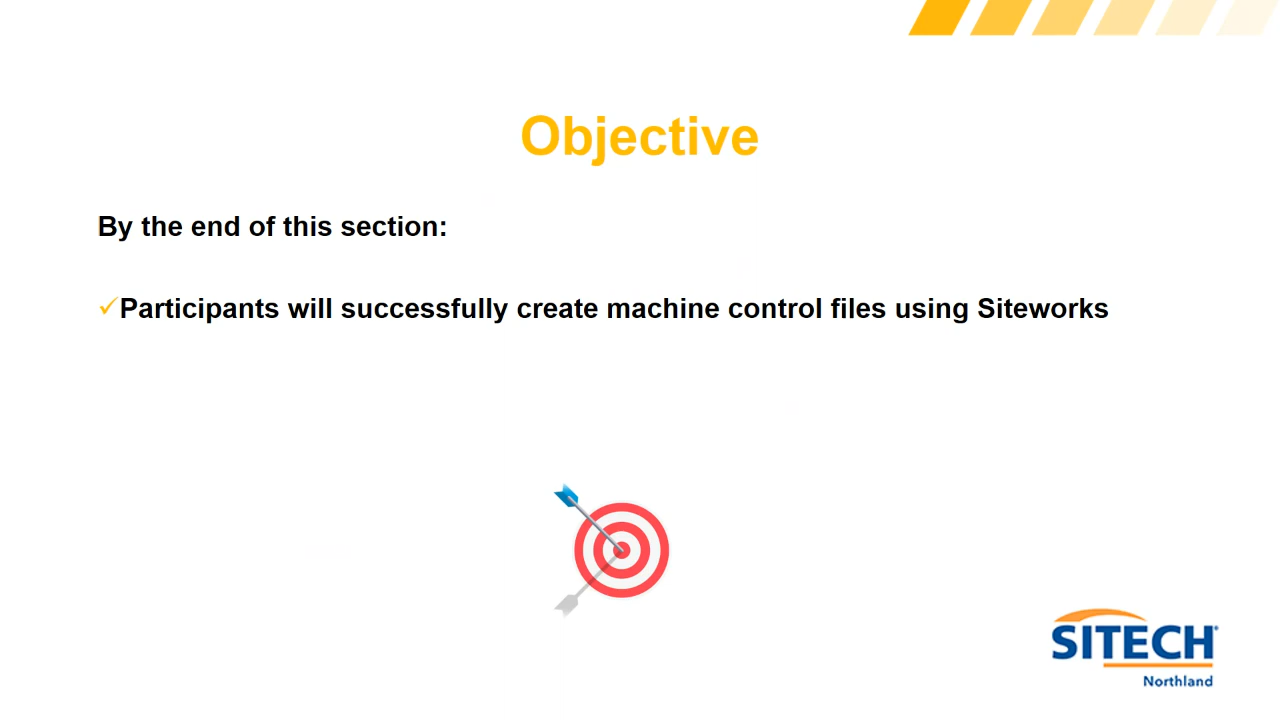 Objective
By the end of this section:
✓Participants will successfully create machine control files using Siteworks
SITECH
Northland